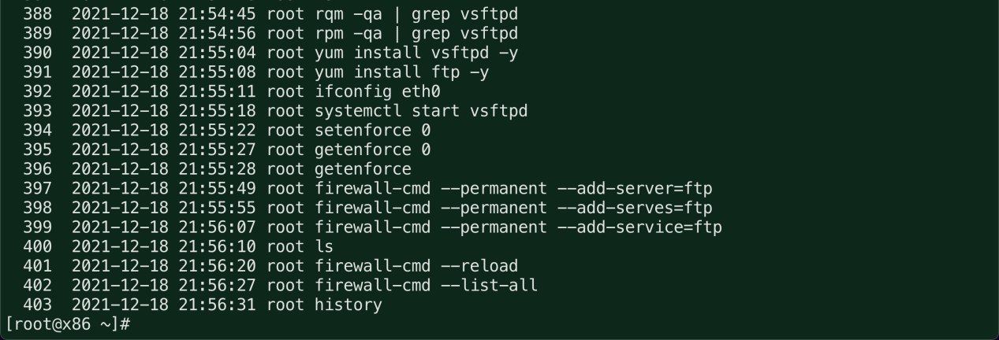 388 2021-12-18 21:54:45 root rqm -qa | grep vsftpd
389 2021-12-18 21:54:56 root rpm -qa | grep vsftpd
390 2021-12-18 21:55:04 root yum install vsftpd -y
391 2021-12-18 21:55:08 root yum install ftp -y
392 2021-12-18 21:55:11 root ifconfig eth0
393 2021-12-18 21:55:18 root systemctl start vsftpd
394 2021-12-18 21:55:22 root setenforce 0
395 2021-12-18 21:55:27 root getenforce 0
396 2021-12-18 21:55:28 root getenforce
397 2021-12-18 21:55:49 root firewall-cmd --permanent --add-server=ftp
398 2021-12-18 21:55:55 root firewall-cmd --permanent --add-serves=ftp
399 2021-12-18 21:56:07 root firewall-cmd --permanent --add-service=ftp
400 2021-12-18 21:56:10 root ls
401 2021-12-18 21:56:20 root firewall-cmd --reload
402 2021-12-18 21:56:27 root firewall-cmd --list-all
403 2021-12-18 21:56:31 root history
[root@x86 ~]#